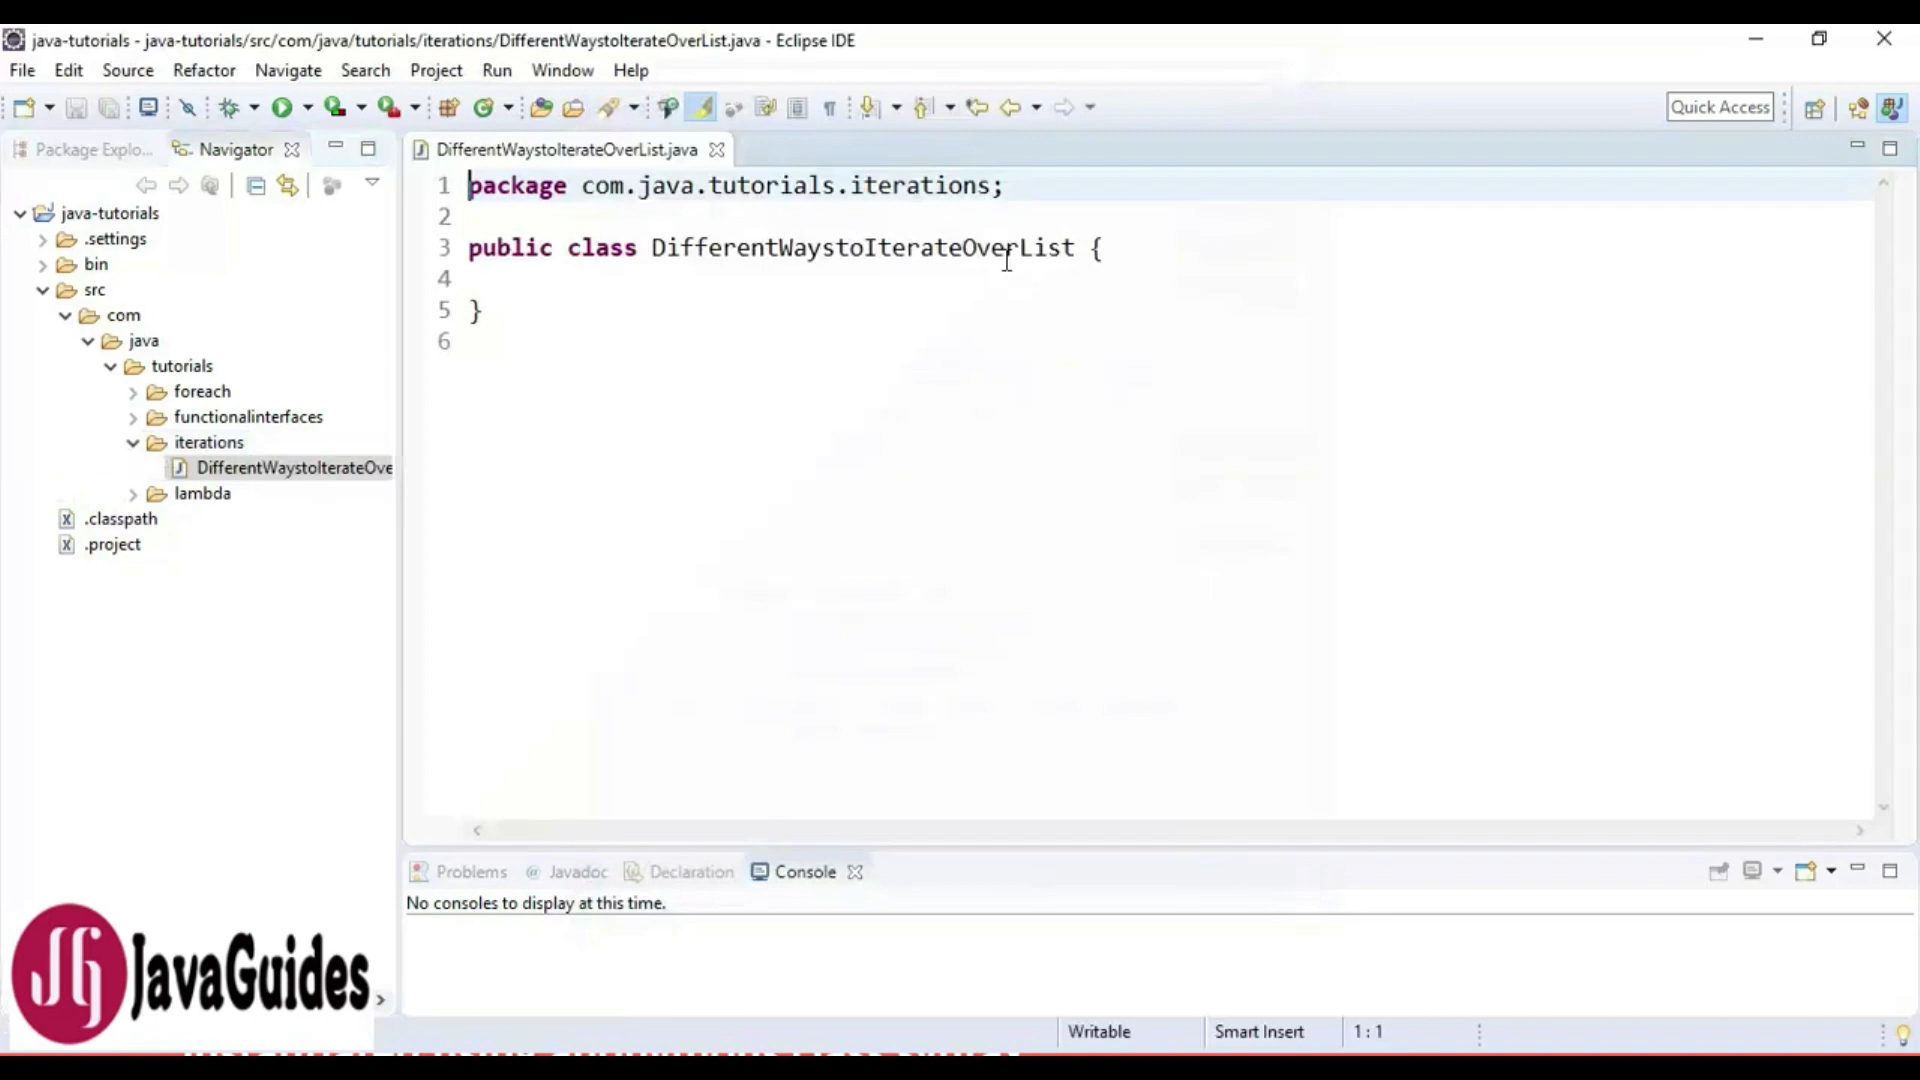 java-tutorials - java-tutorials/src/com/java/tutorials/iterations/DifferentWaystoIterateOverList.java - Eclipse IDE
File Edit Source Refactor Navigate Search Project Run Window Help
Quick Access
Package Explo... Navigator
DifferentWaystoIterateOverList.java
1 package com.java.tutorials.iterations;
2
3 public class DifferentWaystoIterateOverList {
4
5 }
6
java-tutorials
.settings
bin
src
com
java
tutorials
foreach
functionalinterfaces
iterations
DifferentWaystoIterateOve
lambda
.classpath
.project
Problems Javadoc Declaration Console
No consoles to display at this time.
JG JavaGuides
Writable Smart Insert 1 : 1